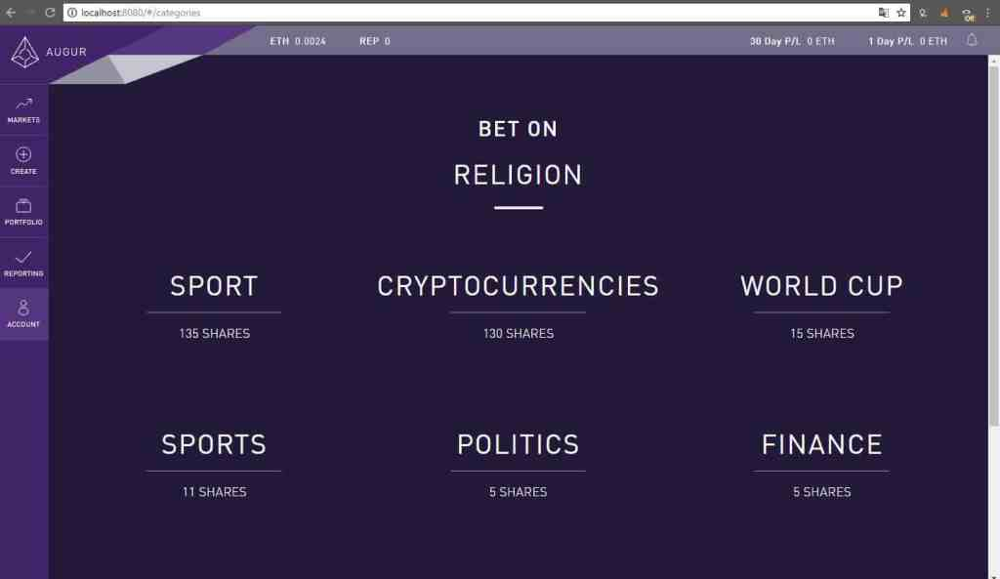 localhost:8080/#/categories
Off
AUGUR
ETH 0.0024 REP 0 30 Day P/L 0 ETH 1 Day P/L 0 ETH
MARKETS
CREATE
PORTFOLIO
REPORTING
ACCOUNT
BET ON
RELIGION
SPORT CRYPTOCURRENCIES WORLD CUP
135 SHARES 130 SHARES 15 SHARES
SPORTS POLITICS FINANCE
11 SHARES 5 SHARES 5 SHARES